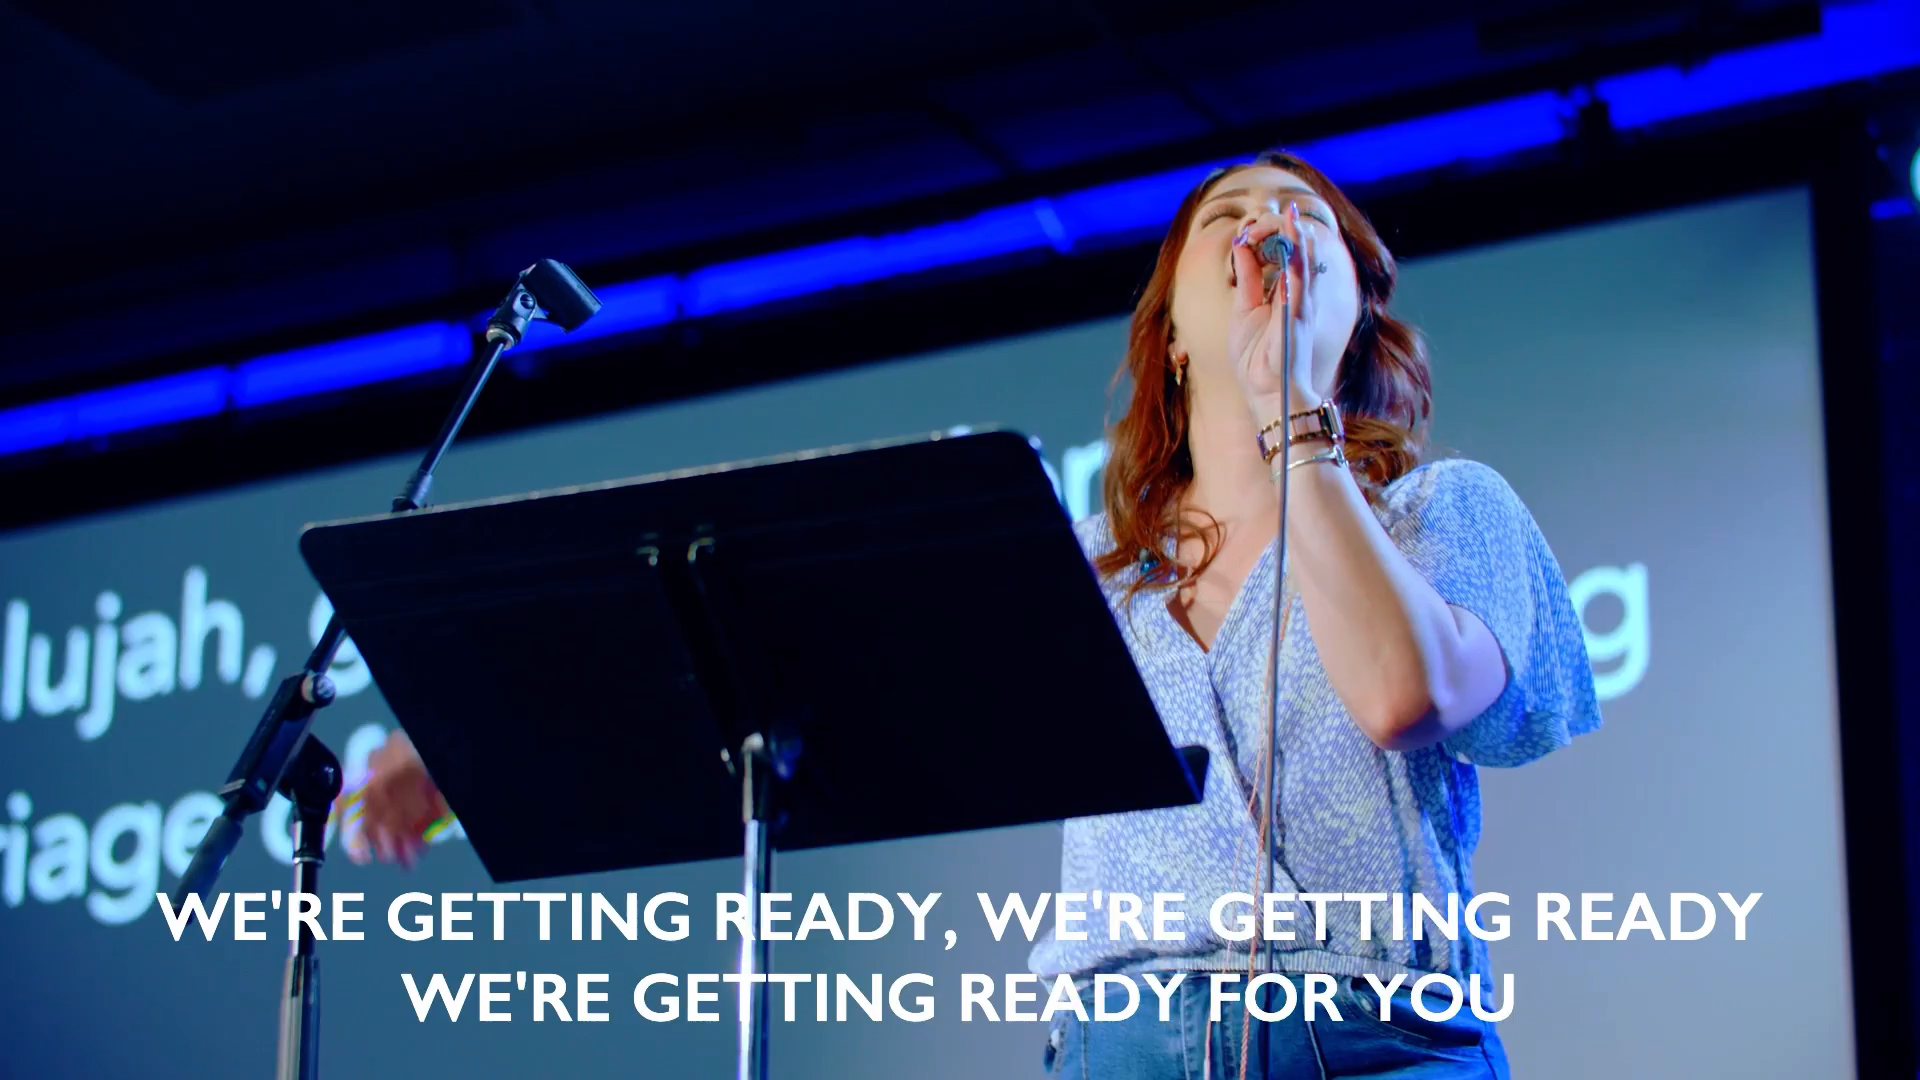 lujah,
riage
WE'RE GETTING READY, WE'RE GETTING READY
WE'RE GETTING READY FOR YOU